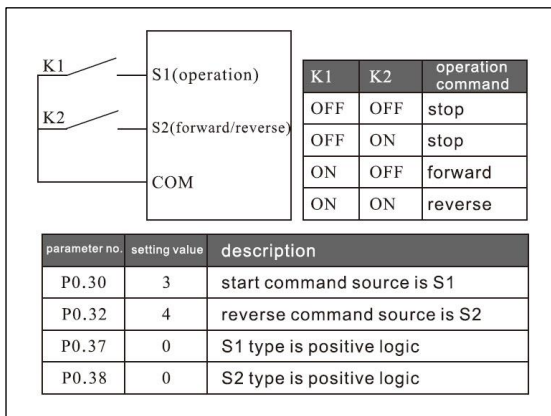 K1
S1(operation)
K2
S2(forward/reverse)
COM
K1 K2 operation command
OFF OFF stop
OFF ON stop
ON OFF forward
ON ON reverse
parameter no. setting value description
P0.30 3 start command source is S1
P0.32 4 reverse command source is S2
P0.37 0 S1 type is positive logic
P0.38 0 S2 type is positive logic